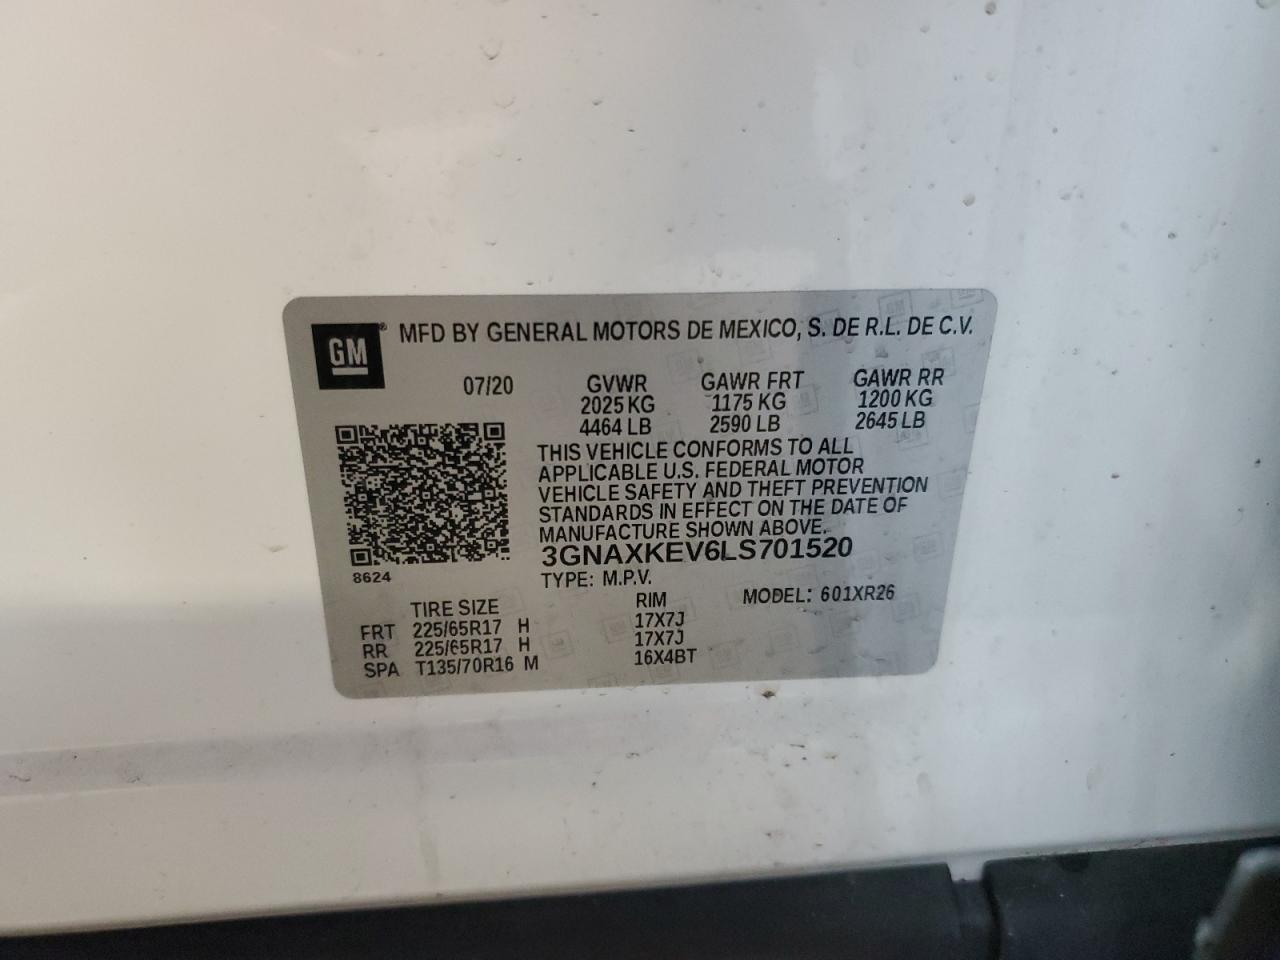 GM® MFD BY GENERAL MOTORS DE MEXICO, S. DE R.L. DE C.V.
07/20 GVWR GAWR FRT GAWR RR
2025 KG 1175 KG 1200 KG
4464 LB 2590 LB 2645 LB
THIS VEHICLE CONFORMS TO ALL
APPLICABLE U.S. FEDERAL MOTOR
VEHICLE SAFETY AND THEFT PREVENTION
STANDARDS IN EFFECT ON THE DATE OF
MANUFACTURE SHOWN ABOVE.
3GNAXKEV6LS701520
8624 TYPE: M.P.V. MODEL: 601XR26
TIRE SIZE RIM
FRT 225/65R17 H 17X7J
RR 225/65R17 H 17X7J
SPA T135/70R16 M 16X4BT